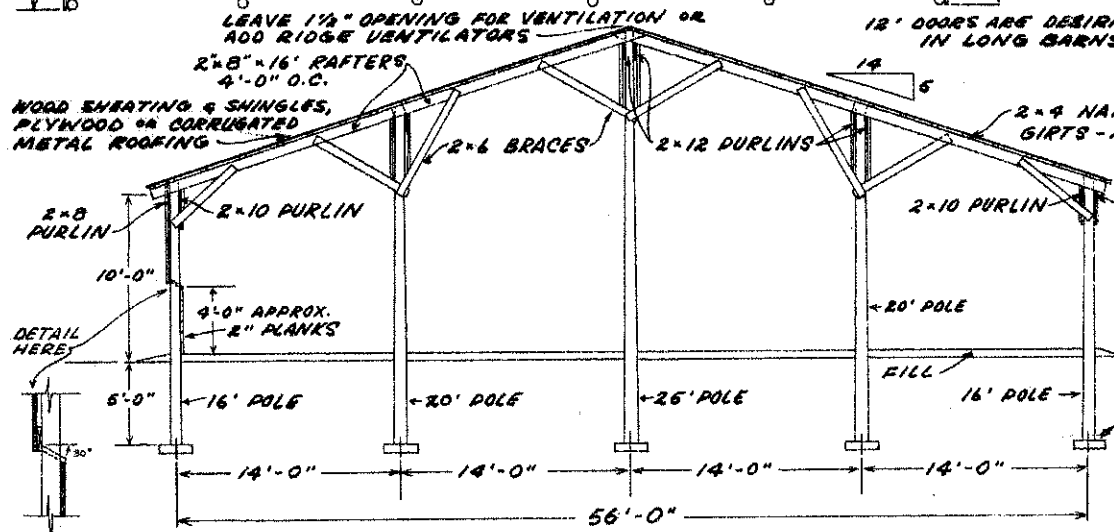 LEAVE 1½" OPENING FOR VENTILATION OR
ADD RIDGE VENTILATORS
12' DOORS ARE
IN LONG BARNS
2"x8"x16' RAFTERS
4'-0" O.C.
14
5
WOOD SHEATING & SHINGLES,
PLYWOOD OR CORRUGATED
METAL ROOFING
2x4
GIRTS -
2x6 BRACES
2x12 PURLINS
2x8
PURLIN
2x10 PURLIN
2x10 PURLIN
10'-0"
4'-0" APPROX.
2" PLANKS
20' POLE
DETAIL
HERE
FILL
5'-0"
16' POLE
20' POLE
25' POLE
16' POLE
30°
14'-0"
14'-0"
14'-0"
14'-0"
56'-0"